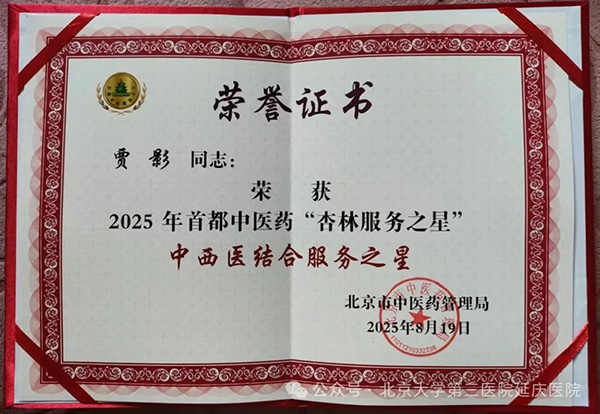 荣誉证书
贾影 同志：
荣 获
2025 年首都中医药“杏林服务之星”
中西医结合服务之星
北京市中医药管理局
2025年8月19日
公众号 · 北京大学第三医院延庆医院